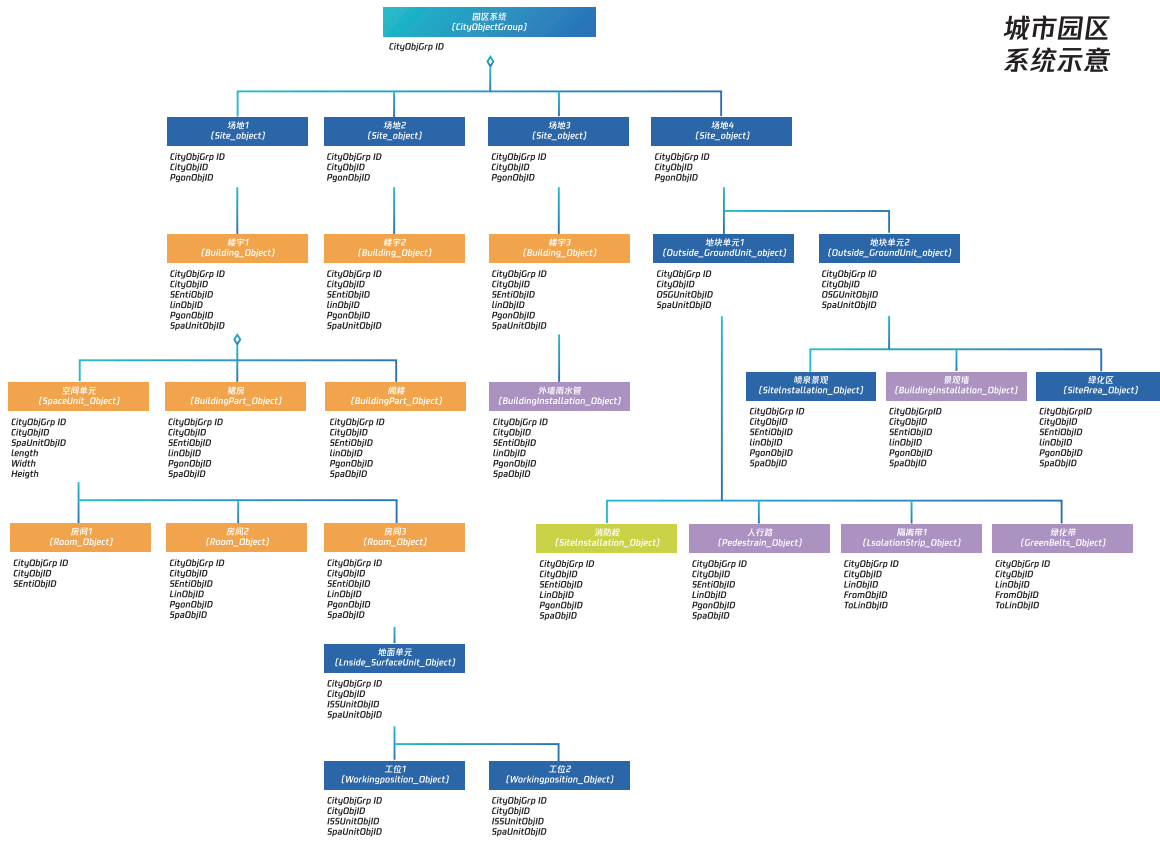 城市园区
系统示意
园区系统
[CityObjectGroup]
CityObjGrp ID
场地1
[Site_object]
CityObjGrp ID
CityObjID
PgonObjID
场地2
[Site_object]
CityObjGrp ID
CityObjID
PgonObjID
场地3
[Site_object]
CityObjGrp ID
CityObjID
PgonObjID
场地4
[Site_object]
CityObjGrp ID
CityObjID
PgonObjID
楼宇1
[Building_Object]
CityObjGrp ID
CityObjID
SEntiObjID
linObjID
PgonObjID
SpaUnitObjID
楼宇2
[Building_Object]
CityObjGrp ID
CityObjID
SEntiObjID
linObjID
PgonObjID
SpaUnitObjID
楼宇3
[Building_Object]
CityObjGrp ID
CityObjID
SEntiObjID
linObjID
PgonObjID
SpaUnitObjID
地块单元1
[Outside_GroundUnit_object]
CityObjGrp ID
CityObjID
OSGUnitObjID
SpaUnitObjID
地块单元2
[Outside_GroundUnit_object]
CityObjGrp ID
CityObjID
OSGUnitObjID
SpaUnitObjID
空间单元
[SpaceUnit_Object]
CityObjGrp ID
CityObjID
SpaUnitObjID
length
Width
Heigth
裙房
[BuildingPart_Object]
CityObjGrp ID
CityObjID
SEntiObjID
linObjID
PgonObjID
SpaObjID
阁楼
[BuildingPart_Object]
CityObjGrp ID
CityObjID
SEntiObjID
linObjID
PgonObjID
SpaObjID
外墙雨水管
[BuildingInstallation_Object]
CityObjGrp ID
CityObjID
SEntiObjID
linObjID
PgonObjID
SpaObjID
喷泉景观
[SiteInstallation_Object]
CityObjGrp ID
CityObjID
SEntiObjID
linObjID
PgonObjID
SpaObjID
景观墙
[BuildingInstallation_Object]
CityObjGrpID
CityObjID
SEntiObjID
linObjID
PgonObjID
SpaObjID
绿化区
[SiteArea_Object]
CityObjGrpID
CityObjID
SEntiObjID
linObjID
PgonObjID
SpaObjID
房间1
[Room_Object]
CityObjGrp ID
CityObjID
SEntiObjID
房间2
[Room_Object]
CityObjGrp ID
CityObjID
SEntiObjID
LinObjID
PgonObjID
SpaObjID
房间3
[Room_Object]
CityObjGrp ID
CityObjID
SEntiObjID
LinObjID
PgonObjID
SpaObjID
消防栓
[SiteInstallation_Object]
CityObjGrp ID
CityObjID
SEntiObjID
LinObjID
PgonObjID
SpaObjID
人行路
[Pedestrain_Object]
CityObjGrp ID
CityObjID
SEntiObjID
LinObjID
PgonObjID
SpaObjID
隔离带1
[LsolationStrip_Object]
CityObjGrp ID
CityObjID
LinObjID
FromObjID
ToLinObjID
绿化带
[GreenBelts_Object]
CityObjGrp ID
CityObjID
LinObjID
FromObjID
ToLinObjID
地面单元
[Lnside_SurfaceUnit_Object]
CityObjGrp ID
CityObjID
ISSUnitObjID
SpaUnitObjID
工位1
[Workingposition_Object]
CityObjGrp ID
CityObjID
ISSUnitObjID
SpaUnitObjID
工位2
[Workingposition_Object]
CityObjGrp ID
CityObjID
ISSUnitObjID
SpaUnitObjID